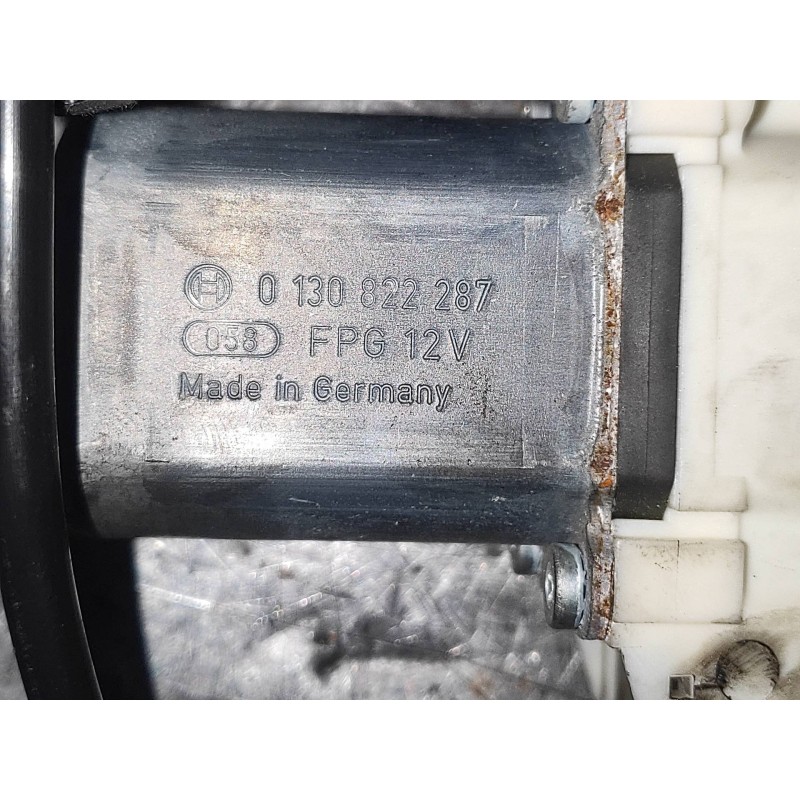 0 130 822 287
058 FPG 12V
Made in Germany